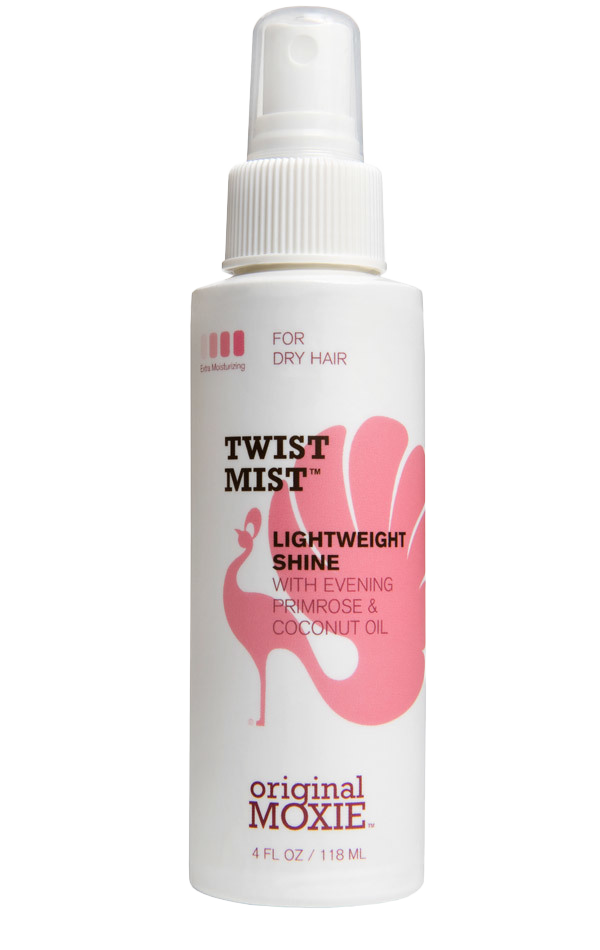 FOR
DRY HAIR
Extra Moisturizing
TWIST
MIST™
LIGHTWEIGHT
SHINE
WITH EVENING
PRIMROSE &
COCONUT OIL
®
original
MOXIE™
4 FL OZ / 118 ML